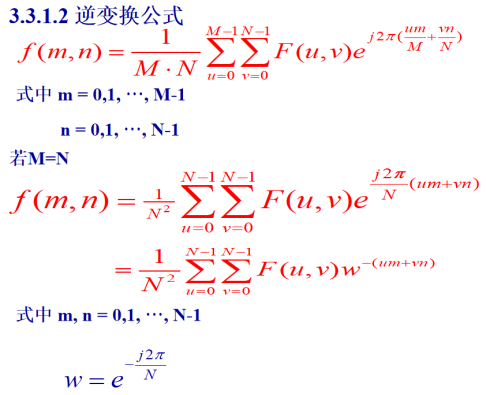 3.3.1.2 逆变换公式
f(m,n) = \frac{1}{M \cdot N} \sum_{u=0}^{M-1} \sum_{v=0}^{N-1} F(u,v) e^{j2\pi(\frac{um}{M}+\frac{vn}{N})}
式中 m = 0,1, ⋯, M-1
n = 0,1, ⋯, N-1
若M=N
f(m,n) = \frac{1}{N^2} \sum_{u=0}^{N-1} \sum_{v=0}^{N-1} F(u,v) e^{\frac{j2\pi}{N}(um+vn)}
= \frac{1}{N^2} \sum_{u=0}^{N-1} \sum_{v=0}^{N-1} F(u,v) w^{-(um+vn)}
式中 m, n = 0,1, ⋯, N-1
w = e^{-\frac{j2\pi}{N}}